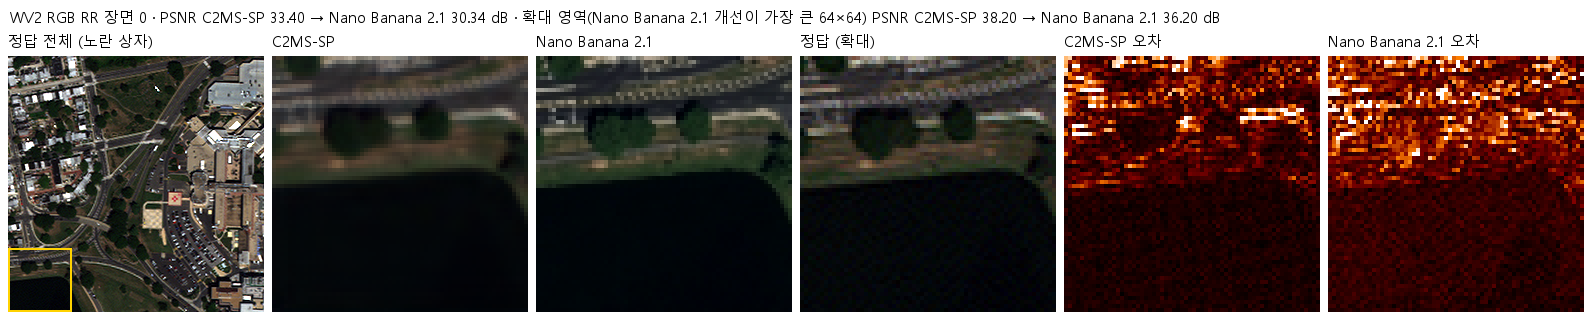 WV2 RGB RR 장면 0 · PSNR C2MS-SP 33.40 → Nano Banana 2.1 30.34 dB · 확대 영역(Nano Banana 2.1 개선이 가장 큰 64×64) PSNR C2MS-SP 38.20 → Nano Banana 2.1 36.20 dB
정답 전체 (노란 상자)
C2MS-SP
Nano Banana 2.1
정답 (확대)
C2MS-SP 오차
Nano Banana 2.1 오차